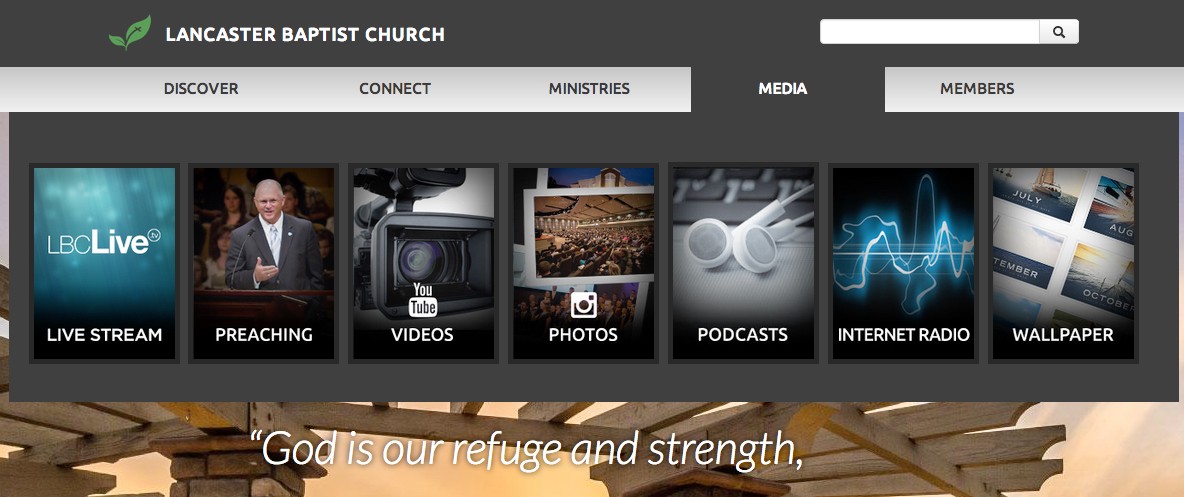 LANCASTER BAPTIST CHURCH
DISCOVER CONNECT MINISTRIES MEDIA MEMBERS
LBCLive.tv
You
Tube
JULY
AUG
TEMBER
OCTOBER
LIVE STREAM PREACHING VIDEOS PHOTOS PODCASTS INTERNET RADIO WALLPAPER
“God is our refuge and strength,